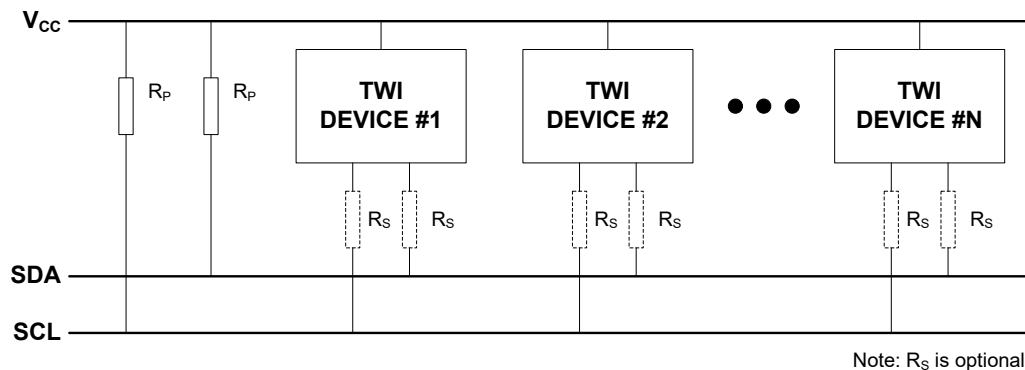 VCC
RP
RP
TWI
DEVICE #1
TWI
DEVICE #2
TWI
DEVICE #N
RS
RS
RS
RS
RS
RS
SDA
SCL
Note: RS is optional